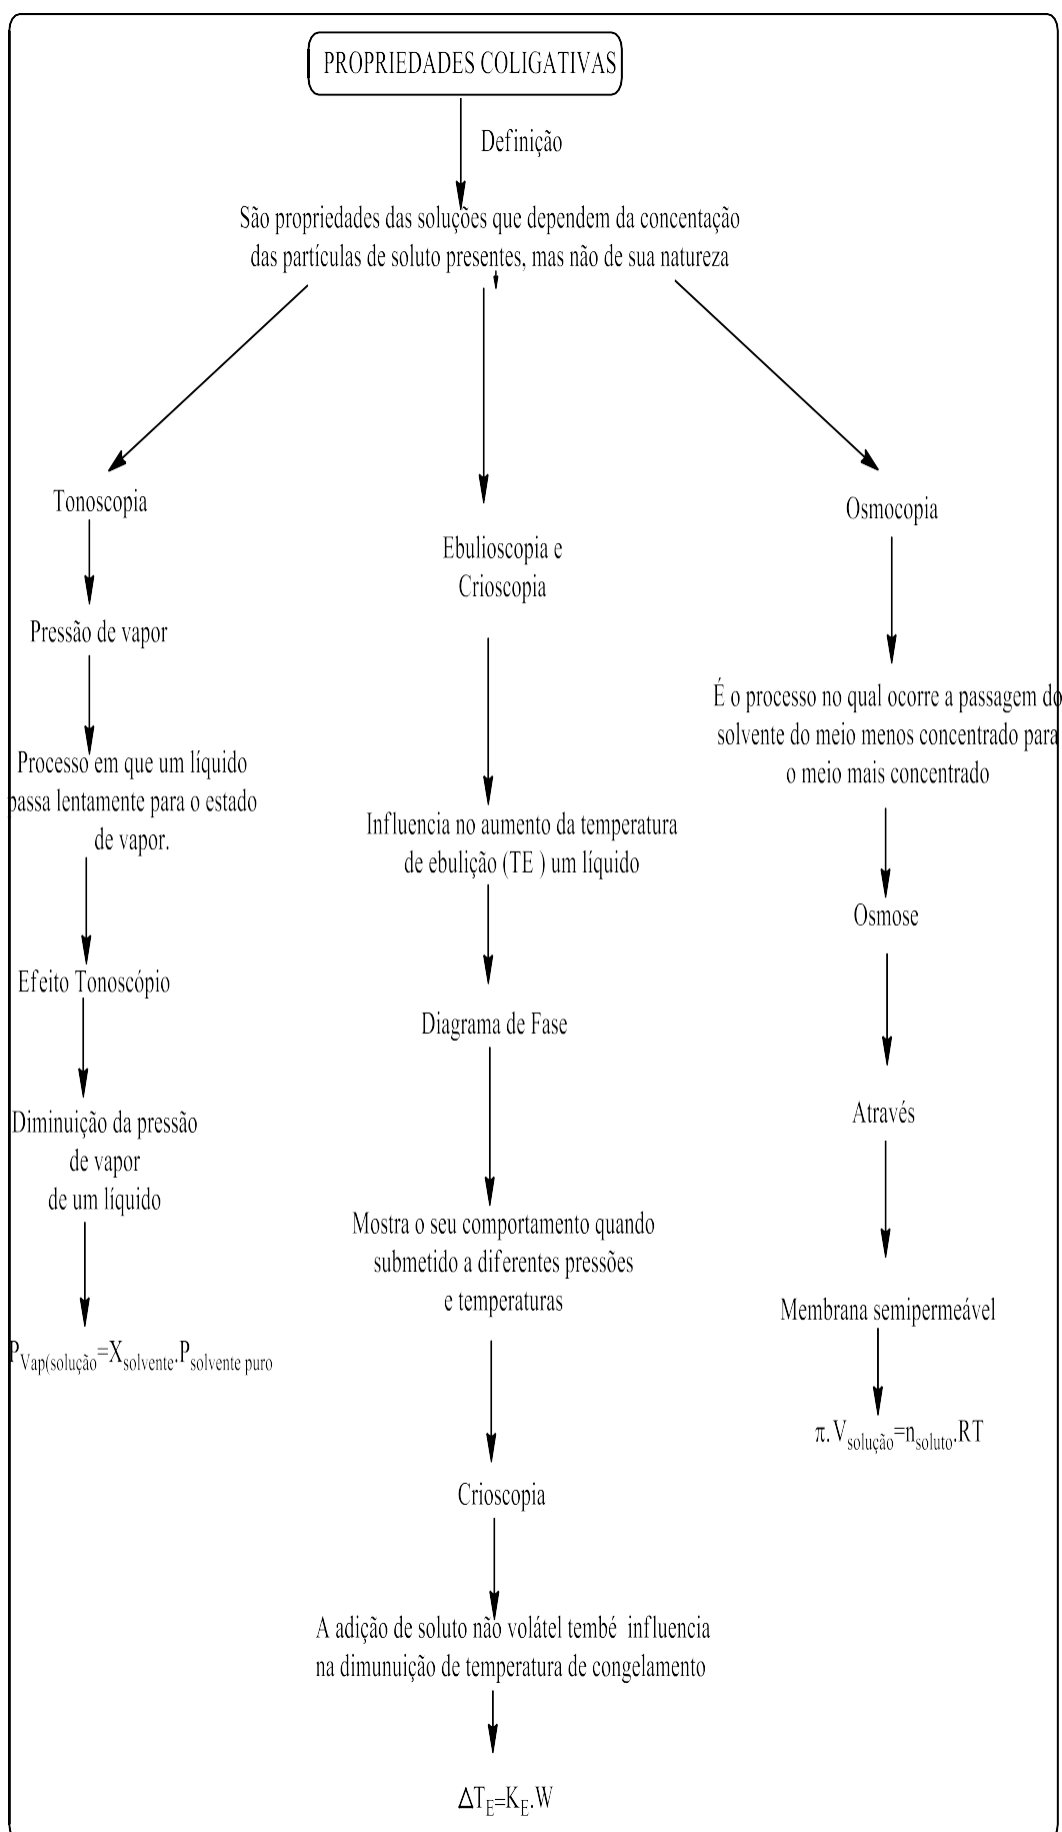 PROPRIEDADES COLIGATIVAS
Definição
São propriedades das soluções que dependem da concentação
das partículas de soluto presentes, mas não de sua natureza
Tonoscopia
Pressão de vapor
Processo em que um líquido
passa lentamente para o estado
de vapor.
Efeito Tonoscópio
Diminuição da pressão
de vapor
de um líquido
P Vap(solução=Xsolvente.Psolvente puro
Ebulioscopia e
Crioscopia
Influencia no aumento da temperatura
de ebulição (TE ) um líquido
Diagrama de Fase
Mostra o seu comportamento quando
submetido a diferentes pressões
e temperaturas
Crioscopia
A adição de soluto não volátel tembé influencia
na dimunuição de temperatura de congelamento
ΔTE=KE.W
Osmocopia
É o processo no qual ocorre a passagem do
solvente do meio menos concentrado para
o meio mais concentrado
Osmose
Através
Membrana semipermeável
π.Vsolução=nsoluto.RT